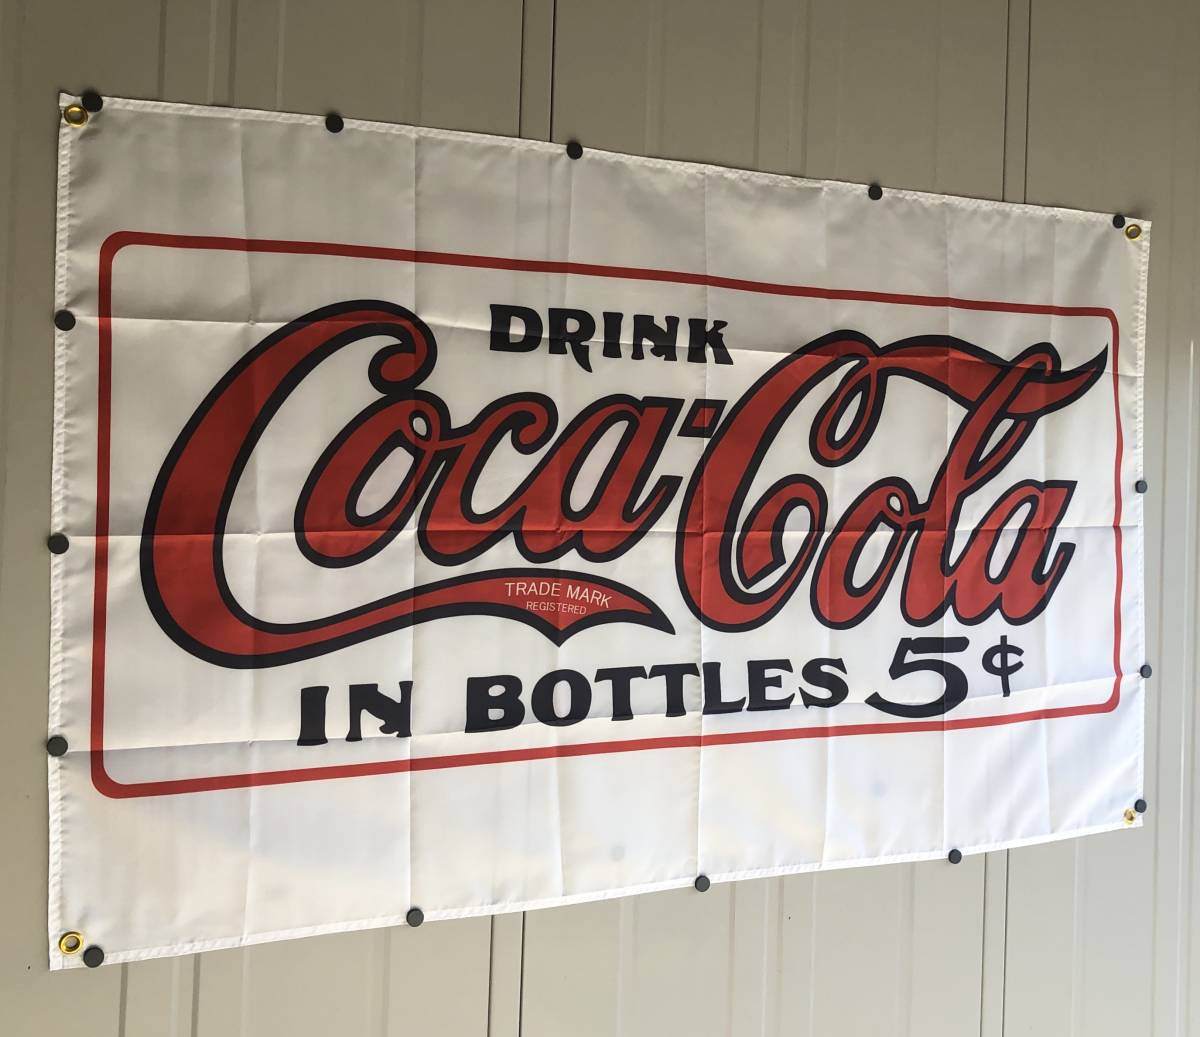 DRINK
Coca-Cola
TRADE MARK
REGISTERED
IN BOTTLES 5¢